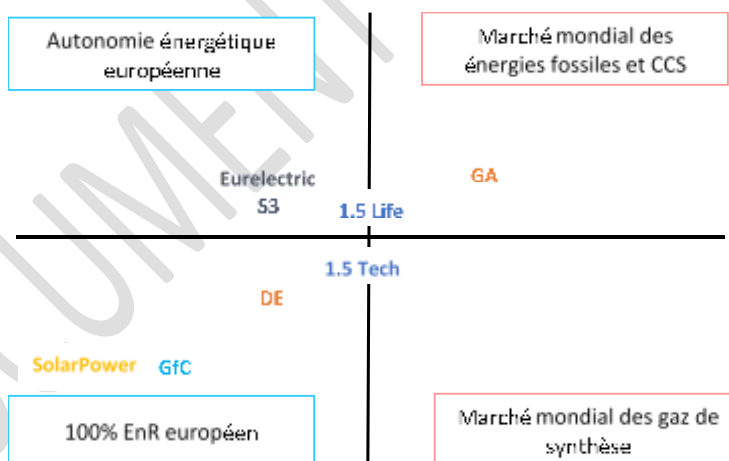 Autonomie énergétique
européenne
Marché mondial des
énergies fossiles et CCS
Eurelectric
S3
GA
1.5 Life
1.5 Tech
DE
SolarPower GfC
100% EnR européen
Marché mondial des gaz de
synthèse